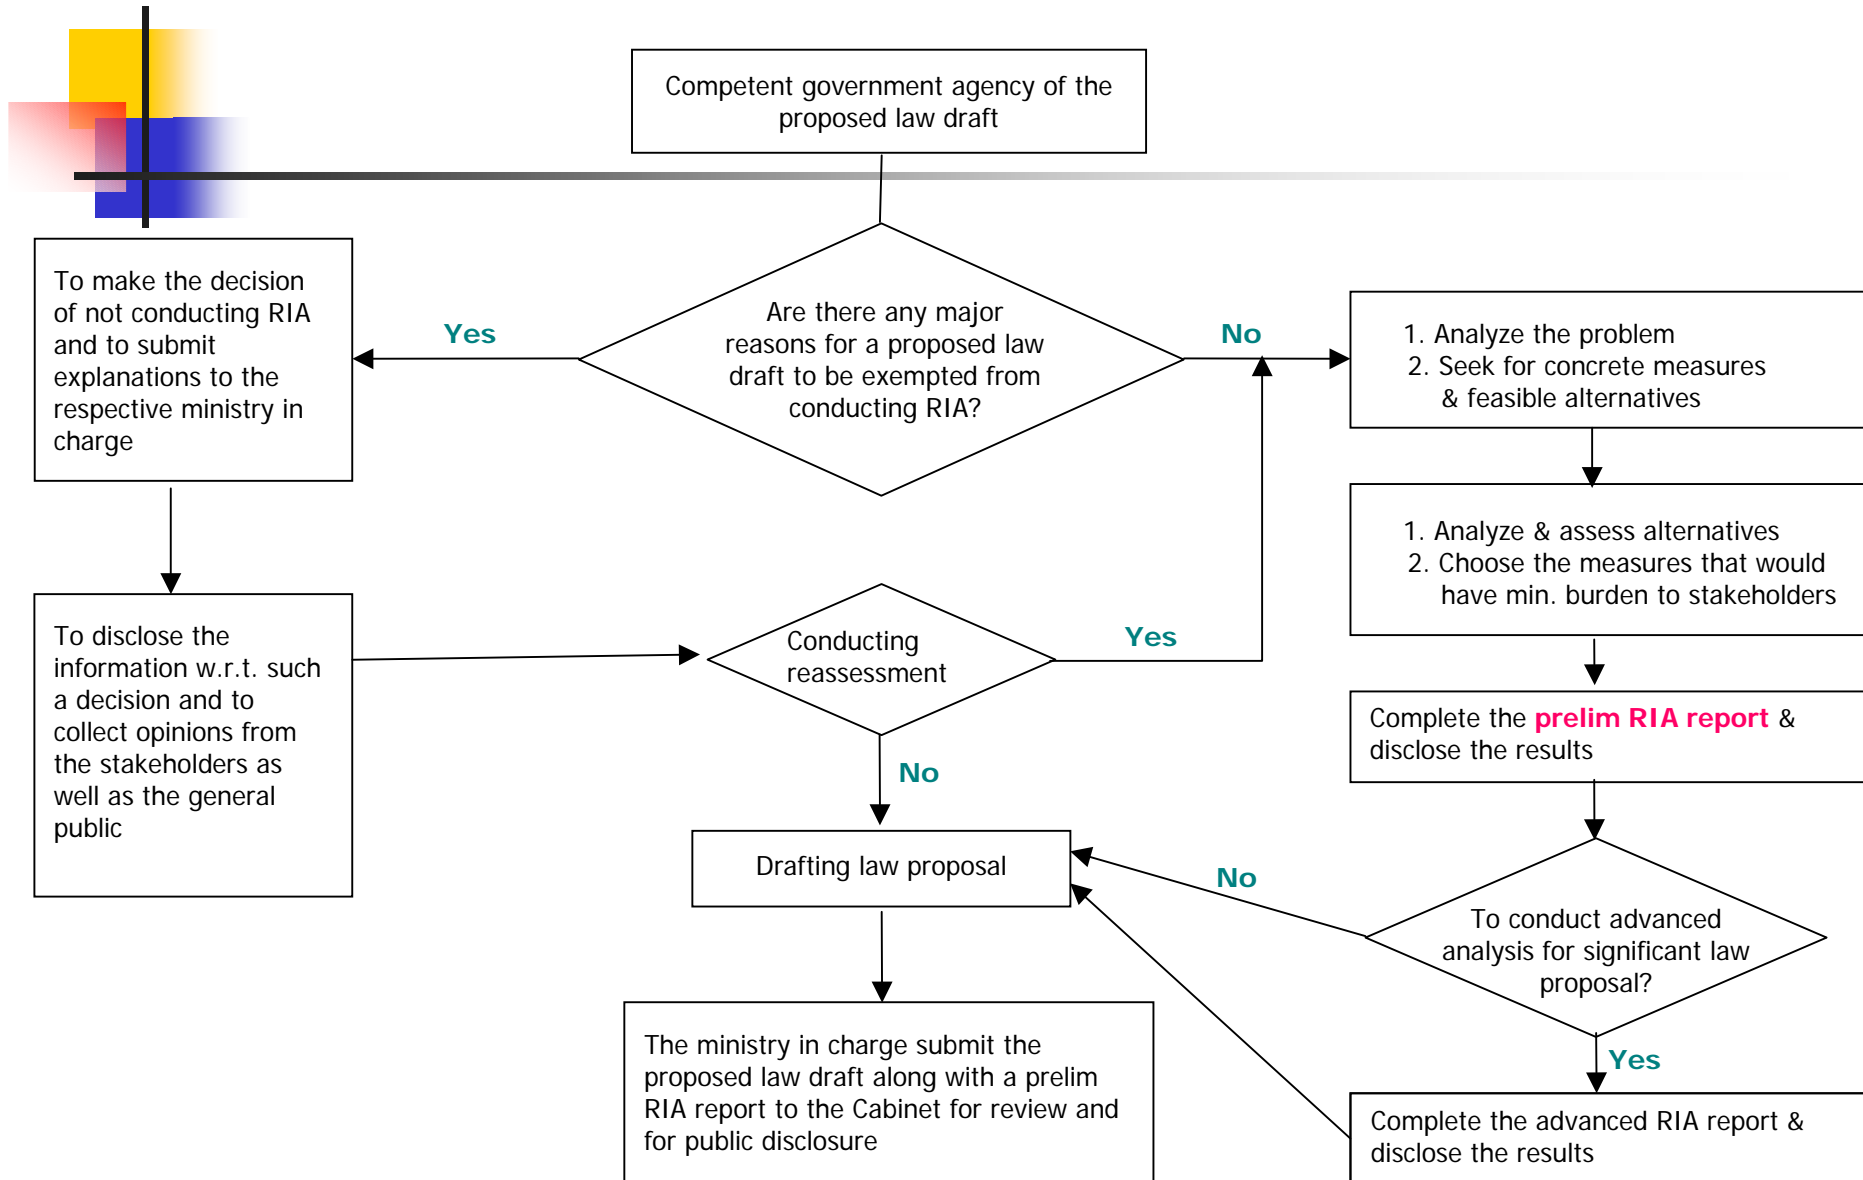 Competent government agency of the
proposed law draft
To make the decision
of not conducting RIA
and to submit
explanations to the
respective ministry in
charge
Yes
Are there any major
reasons for a proposed law
draft to be exempted from
conducting RIA?
No
1. Analyze the problem
2. Seek for concrete measures
& feasible alternatives
1. Analyze & assess alternatives
2. Choose the measures that would
have min. burden to stakeholders
To disclose the
information w.r.t. such
a decision and to
collect opinions from
the stakeholders as
well as the general
public
Conducting
reassessment
Yes
No
Complete the prelim RIA report &
disclose the results
Drafting law proposal
No
To conduct advanced
analysis for significant law
proposal?
Yes
The ministry in charge submit the
proposed law draft along with a prelim
RIA report to the Cabinet for review and
for public disclosure
Complete the advanced RIA report &
disclose the results